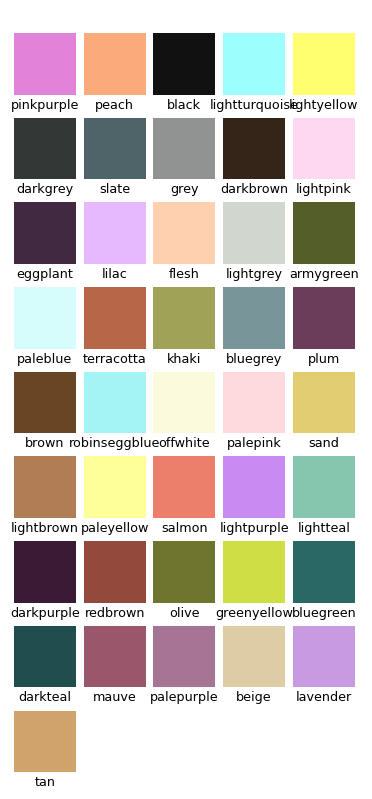 pinkpurple peach black lightturquoise lightyellow
darkgrey slate grey darkbrown lightpink
eggplant lilac flesh lightgrey armygreen
paleblue terracotta khaki bluegrey plum
brown robinseggblue offwhite palepink sand
lightbrown paleyellow salmon lightpurple lightteal
darkpurple redbrown olive greenyellow bluegreen
darkteal mauve palepurple beige lavender
tan